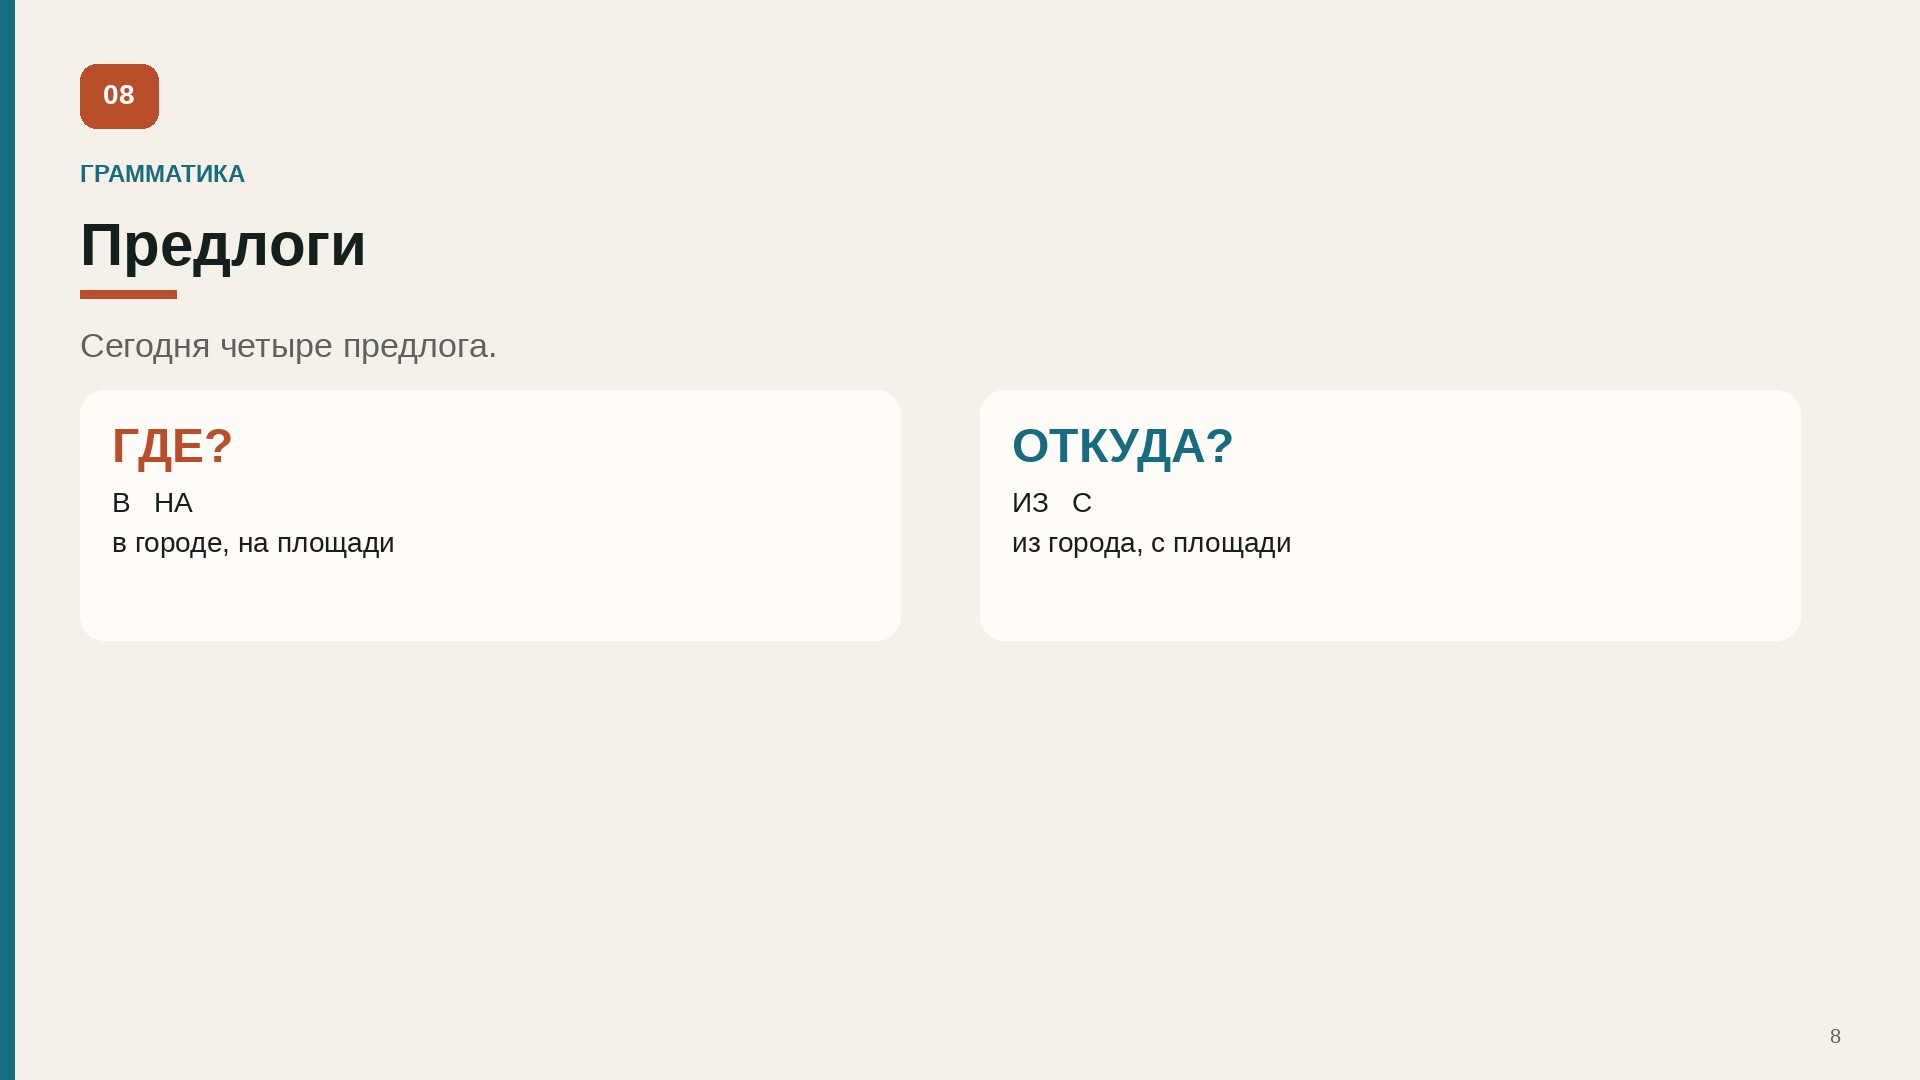 08
ГРАММАТИКА
Предлоги
Сегодня четыре предлога.
ГДЕ?
В НА
в городе, на площади
ОТКУДА?
ИЗ С
из города, с площади
8